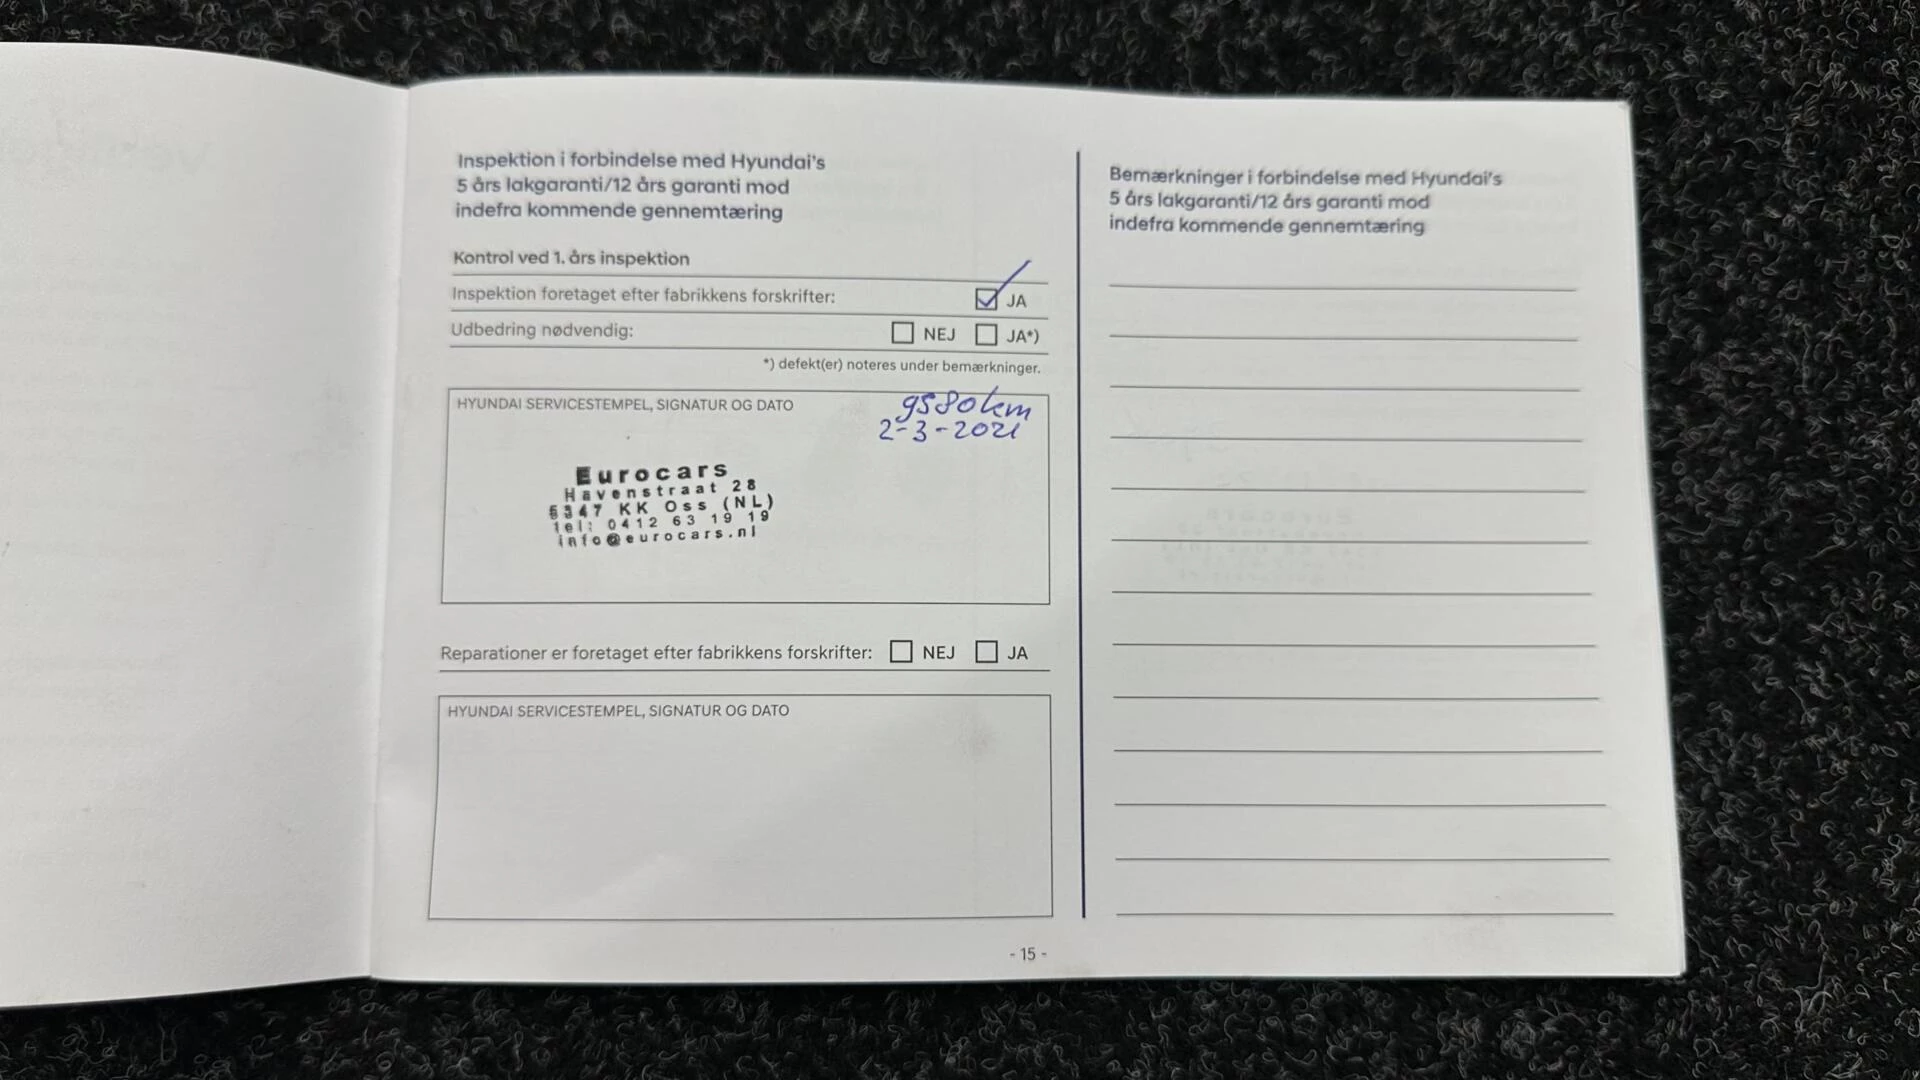 Inspektion i forbindelse med Hyundai's
5 års lakgaranti/12 års garanti mod
indefra kommende gennemtæring
Kontrol ved 1. års inspektion
Inspektion foretaget efter fabrikkens forskrifter:
JA
Udbedring nødvendig:
NEJ
JA*)
*) defekt(er) noteres under bemærkninger.
HYUNDAI SERVICESTEMPEL, SIGNATUR OG DATO
9580km
2-3-2021
Eurocars
Havenstraat 28
5347 KK Oss (NL)
tel: 0412 63 19 19
info@eurocars.nl
Reparationer er foretaget efter fabrikkens forskrifter:
NEJ
JA
HYUNDAI SERVICESTEMPEL, SIGNATUR OG DATO
- 15 -
Bemærkninger i forbindelse med Hyundai's
5 års lakgaranti/12 års garanti mod
indefra kommende gennemtæring